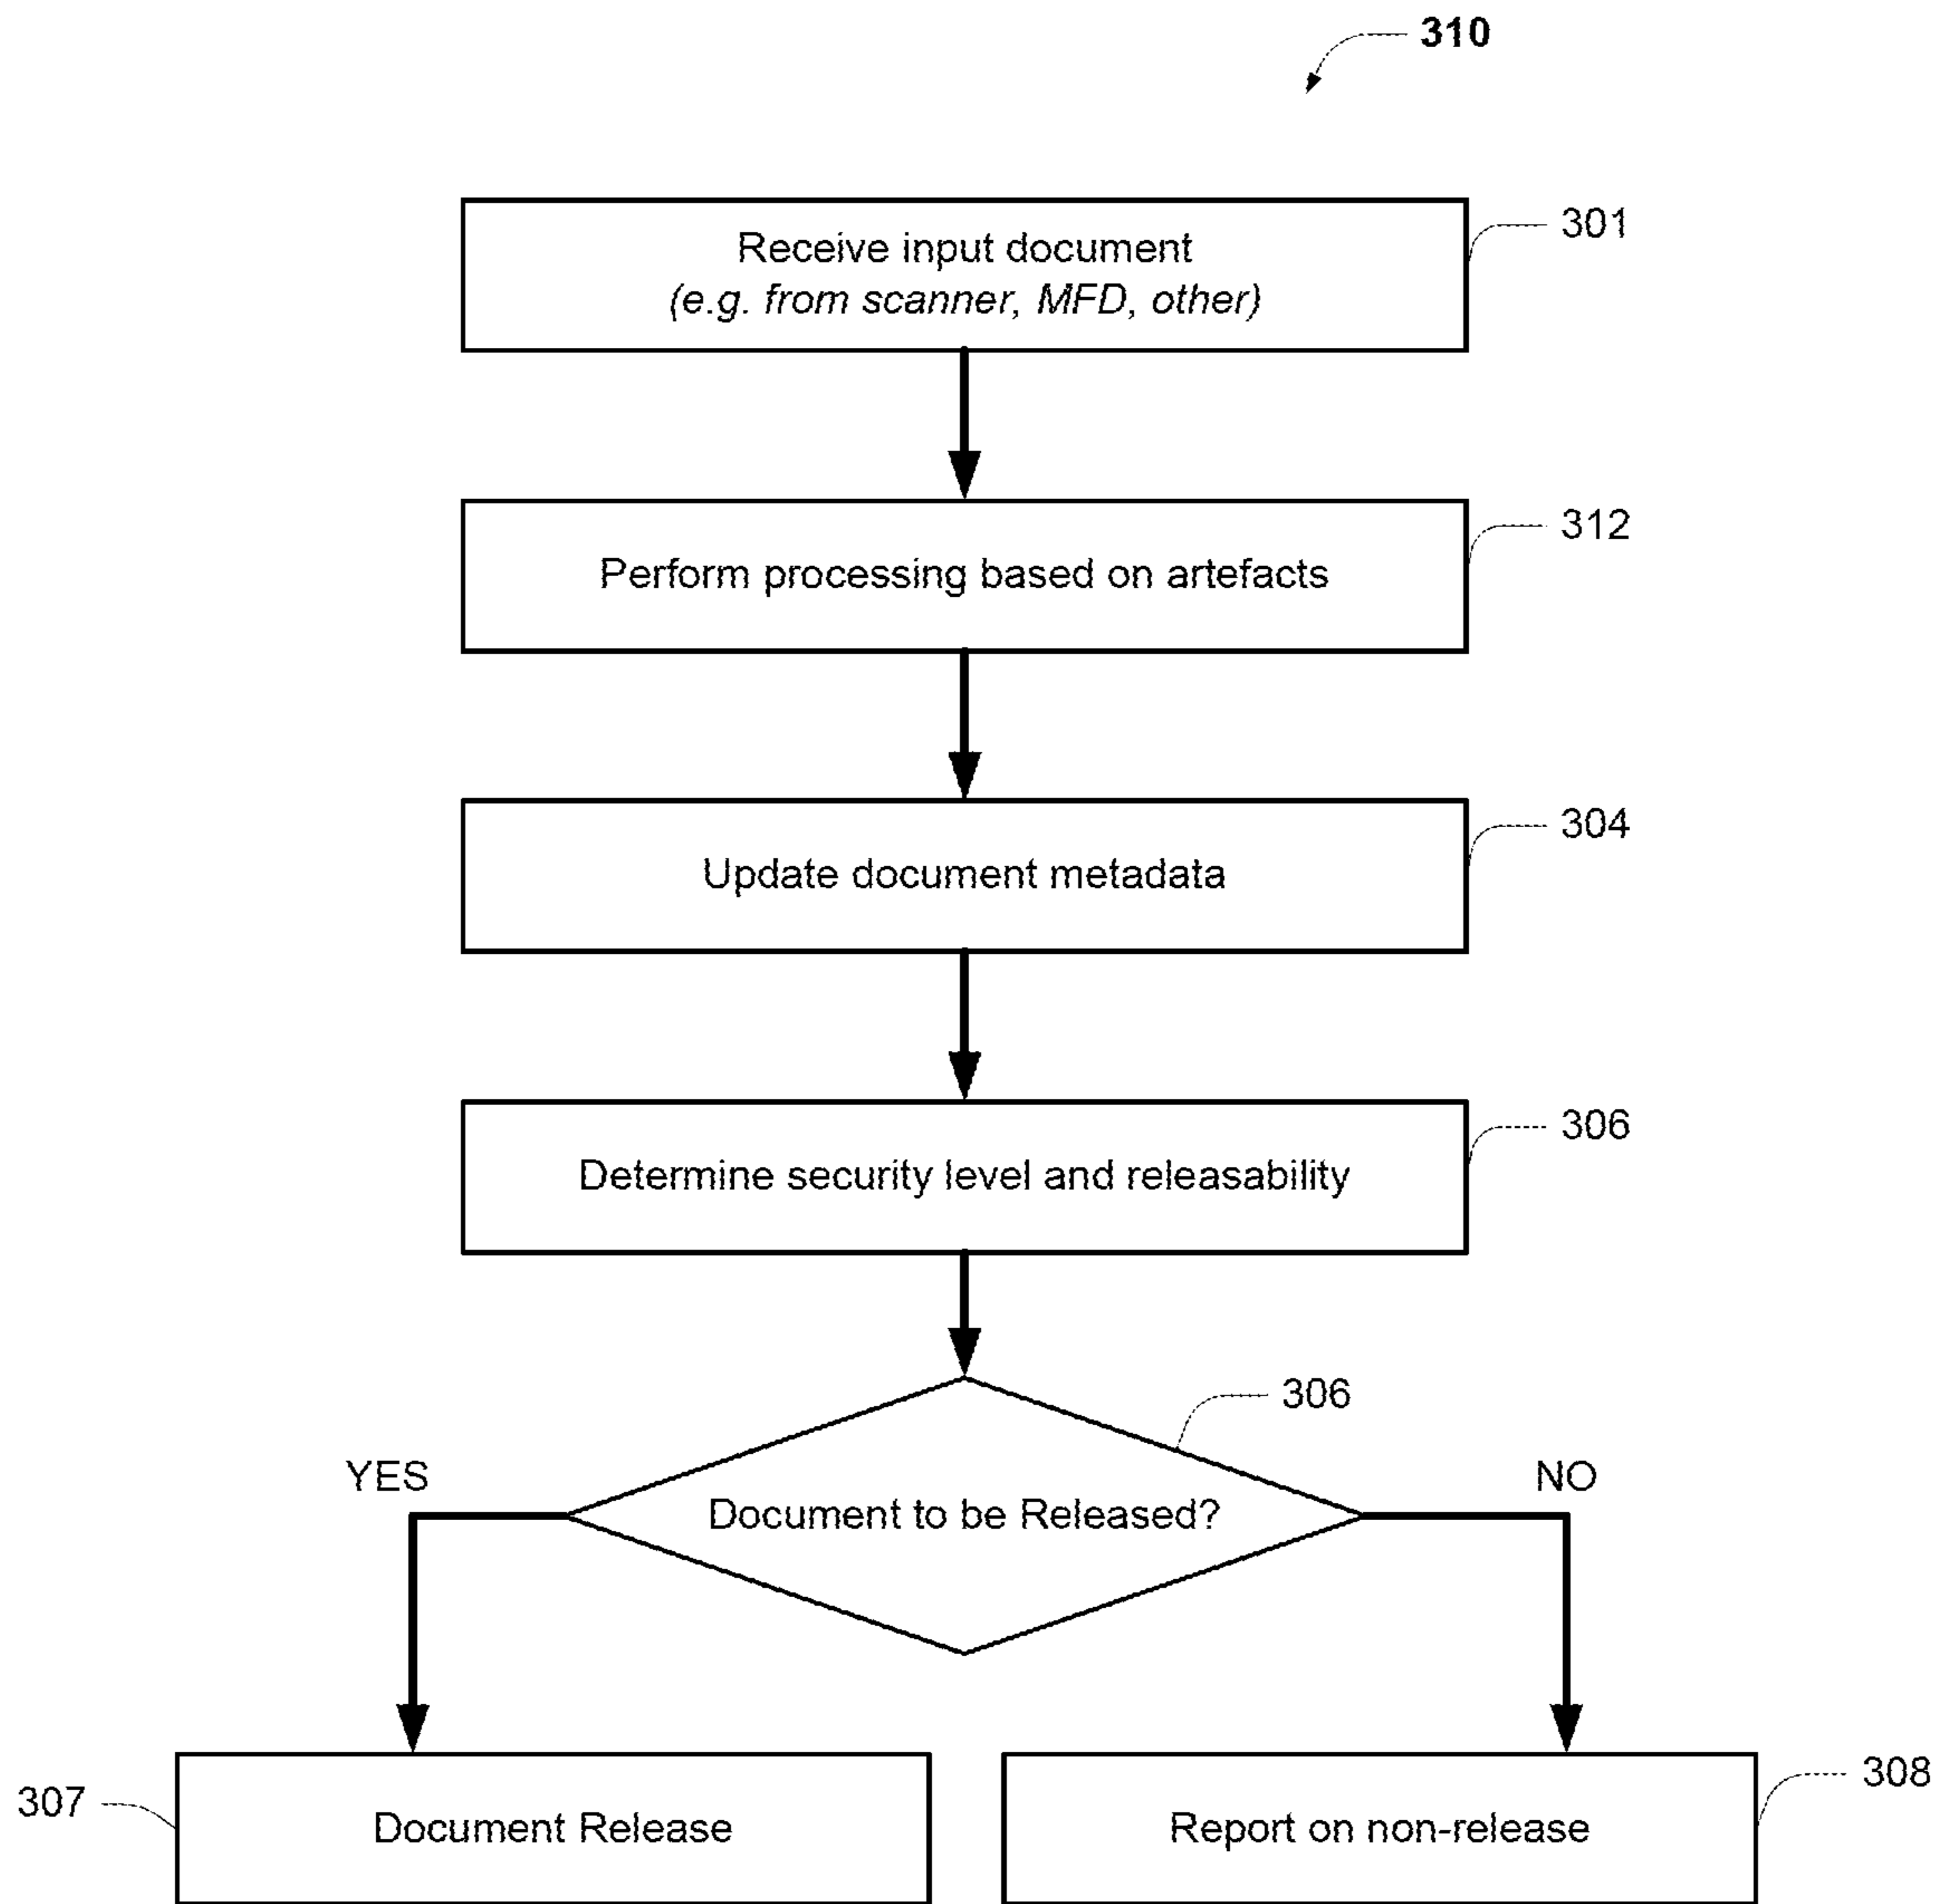 310
Receive input document
(e.g. from scanner, MFD, other)
301
Perform processing based on artefacts
312
Update document metadata
304
Determine security level and releasability
306
306
YES
NO
Document to be Released?
307
Document Release
Report on non-release
308